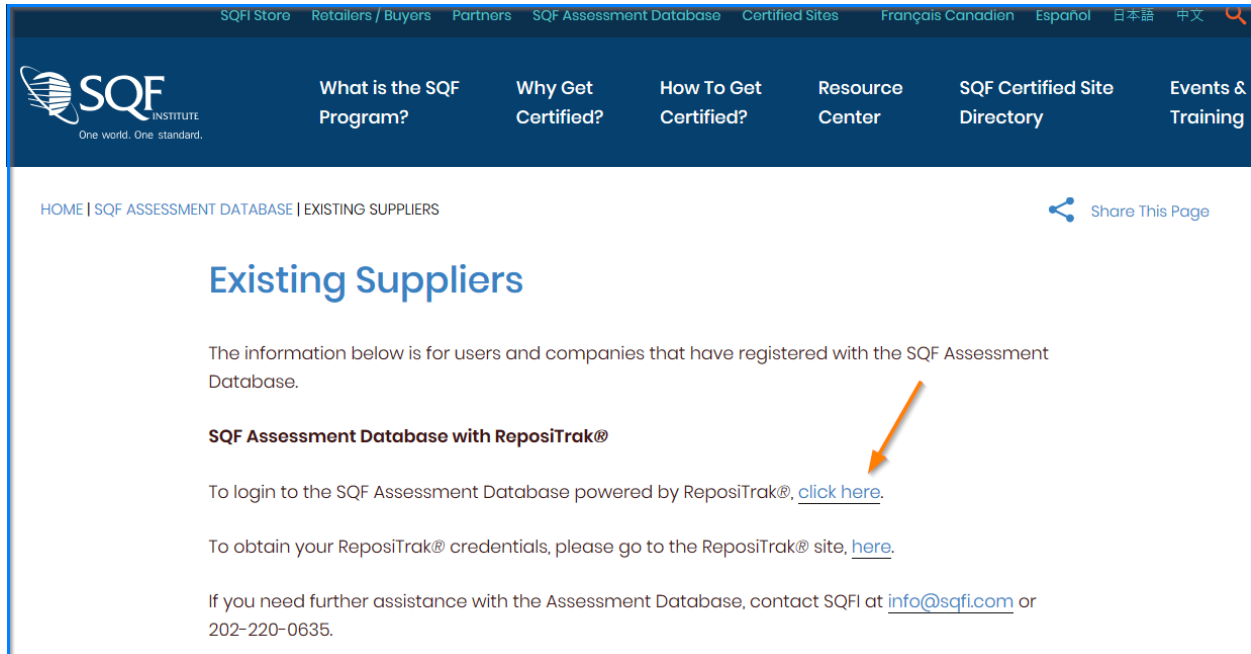 SQFI Store Retailers / Buyers Partners SQF Assessment Database Certified Sites Français Canadien Español 日本語 中文
SQF
INSTITUTE
One world. One standard.
What is the SQF
Program?
Why Get
Certified?
How To Get
Certified?
Resource
Center
SQF Certified Site
Directory
Events &
Training
HOME | SQF ASSESSMENT DATABASE | EXISTING SUPPLIERS
Share This Page
Existing Suppliers
The information below is for users and companies that have registered with the SQF Assessment
Database.
SQF Assessment Database with ReposiTrak®
To login to the SQF Assessment Database powered by ReposiTrak®, click here.
To obtain your ReposiTrak® credentials, please go to the ReposiTrak® site, here.
If you need further assistance with the Assessment Database, contact SQFI at info@sqfi.com or
202-220-0635.